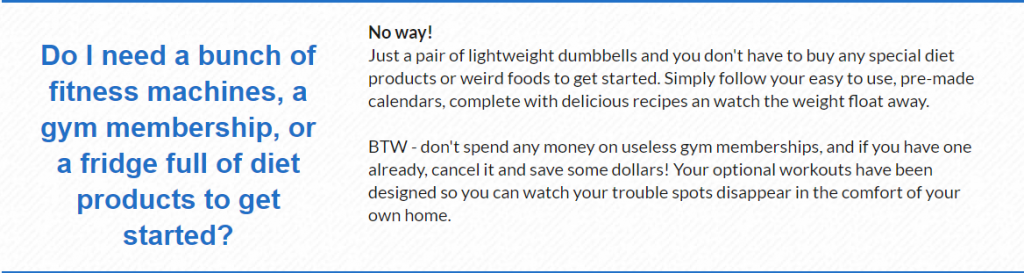 Do I need a bunch of
fitness machines, a
gym membership, or
a fridge full of diet
products to get
started?
No way!
Just a pair of lightweight dumbbells and you don't have to buy any special diet
products or weird foods to get started. Simply follow your easy to use, pre-made
calendars, complete with delicious recipes an watch the weight float away.
BTW - don't spend any money on useless gym memberships, and if you have one
already, cancel it and save some dollars! Your optional workouts have been
designed so you can watch your trouble spots disappear in the comfort of your
own home.